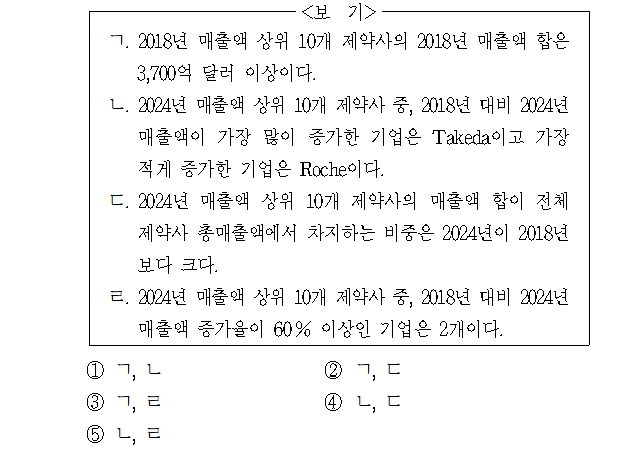 <보 기>
ㄱ. 2018년 매출액 상위 10개 제약사의 2018년 매출액 합은
3,700억 달러 이상이다.
ㄴ. 2024년 매출액 상위 10개 제약사 중, 2018년 대비 2024년
매출액이 가장 많이 증가한 기업은 Takeda이고 가장
적게 증가한 기업은 Roche이다.
ㄷ. 2024년 매출액 상위 10개 제약사의 매출액 합이 전체
제약사 총매출액에서 차지하는 비중은 2024년이 2018년
보다 크다.
ㄹ. 2024년 매출액 상위 10개 제약사 중, 2018년 대비 2024년
매출액 증가율이 60% 이상인 기업은 2개이다.
① ㄱ, ㄴ ② ㄱ, ㄷ
③ ㄱ, ㄹ ④ ㄴ, ㄷ
⑤ ㄴ, ㄹ